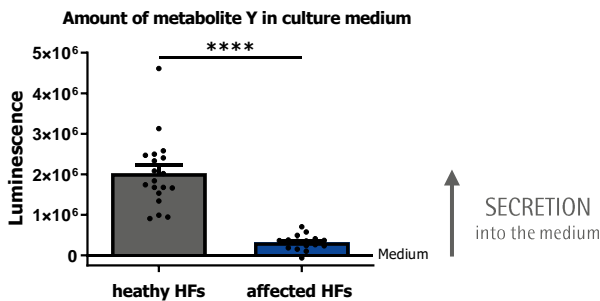 Amount of metabolite Y in culture medium
****
5×10⁶
4×10⁶
3×10⁶
2×10⁶
1×10⁶
0
Luminescence
Medium
heathy HFs
affected HFs
SECRETION
into the medium